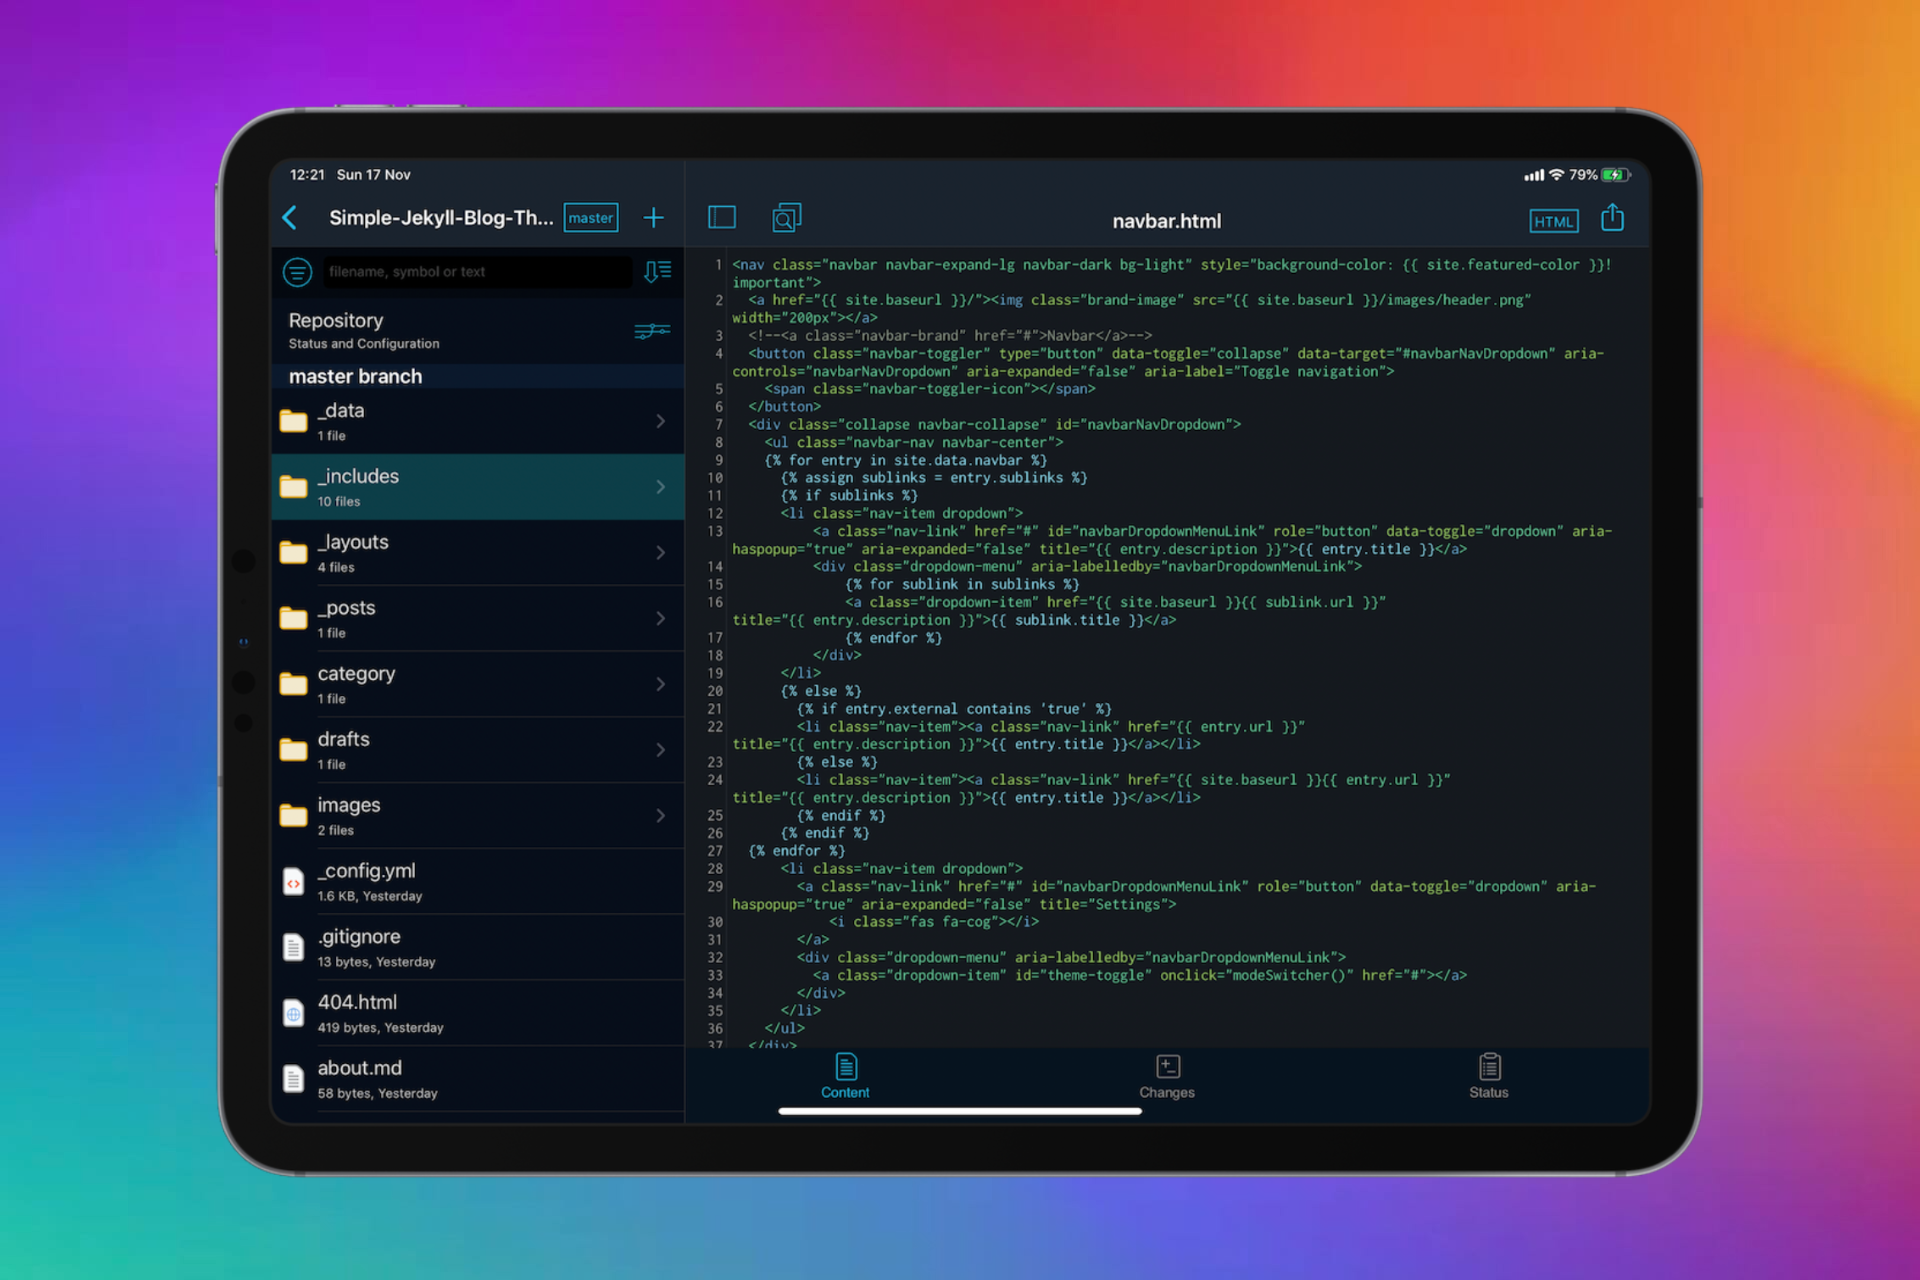 12:21 Sun 17 Nov
79%
Simple-Jekyll-Blog-Th...
master
navbar.html
HTML
filename, symbol or text
Repository
Status and Configuration
master branch
_data
1 file
_includes
10 files
_layouts
4 files
_posts
1 file
category
1 file
drafts
1 file
images
2 files
_config.yml
1.6 KB, Yesterday
.gitignore
13 bytes, Yesterday
404.html
419 bytes, Yesterday
about.md
58 bytes, Yesterday
1 <nav class="navbar navbar-expand-lg navbar-dark bg-light" style="background-color: {{ site.featured-color }}!
important">
2 <a href="{{ site.baseurl }}/"><img class="brand-image" src="{{ site.baseurl }}/images/header.png"
width="200px"></a>
3 <!--<a class="navbar-brand" href="#">Navbar</a>-->
4 <button class="navbar-toggler" type="button" data-toggle="collapse" data-target="#navbarNavDropdown" aria-
controls="navbarNavDropdown" aria-expanded="false" aria-label="Toggle navigation">
5 <span class="navbar-toggler-icon"></span>
6 </button>
7 <div class="collapse navbar-collapse" id="navbarNavDropdown">
8 <ul class="navbar-nav navbar-center">
9 {% for entry in site.data.navbar %}
10 {% assign sublinks = entry.sublinks %}
11 {% if sublinks %}
12 <li class="nav-item dropdown">
13 <a class="nav-link" href="#" id="navbarDropdownMenuLink" role="button" data-toggle="dropdown" aria-
haspopup="true" aria-expanded="false" title="{{ entry.description }}">{{ entry.title }}</a>
14 <div class="dropdown-menu" aria-labelledby="navbarDropdownMenuLink">
15 {% for sublink in sublinks %}
16 <a class="dropdown-item" href="{{ site.baseurl }}{{ sublink.url }}"
title="{{ entry.description }}">{{ sublink.title }}</a>
17 {% endfor %}
18 </div>
19 </li>
20 {% else %}
21 {% if entry.external contains 'true' %}
22 <li class="nav-item"><a class="nav-link" href="{{ entry.url }}"
title="{{ entry.description }}">{{ entry.title }}</a></li>
23 {% else %}
24 <li class="nav-item"><a class="nav-link" href="{{ site.baseurl }}{{ entry.url }}"
title="{{ entry.description }}">{{ entry.title }}</a></li>
25 {% endif %}
26 {% endif %}
27 {% endfor %}
28 <li class="nav-item dropdown">
29 <a class="nav-link" href="#" id="navbarDropdownMenuLink" role="button" data-toggle="dropdown" aria-
haspopup="true" aria-expanded="false" title="Settings">
30 <i class="fas fa-cog"></i>
31 </a>
32 <div class="dropdown-menu" aria-labelledby="navbarDropdownMenuLink">
33 <a class="dropdown-item" id="theme-toggle" onclick="modeSwitcher()" href="#"></a>
34 </div>
35 </li>
36 </ul>
37 </div>
Content
Changes
Status